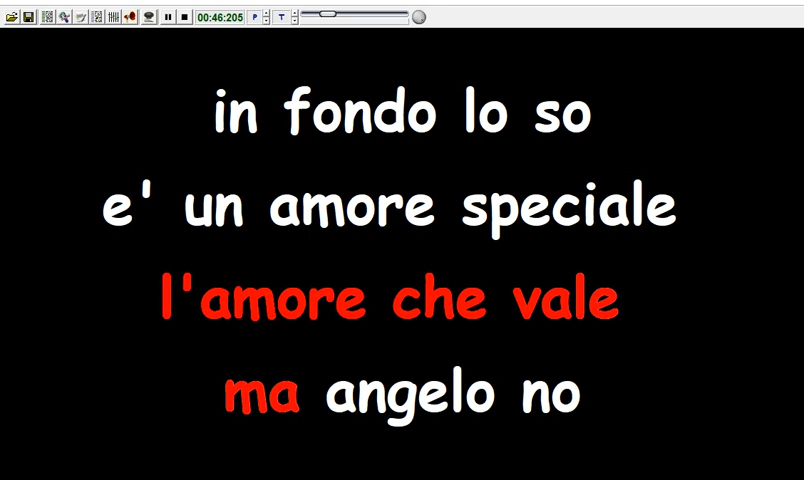 00:46:205 P T
in fondo lo so
e' un amore speciale
l'amore che vale
ma angelo no